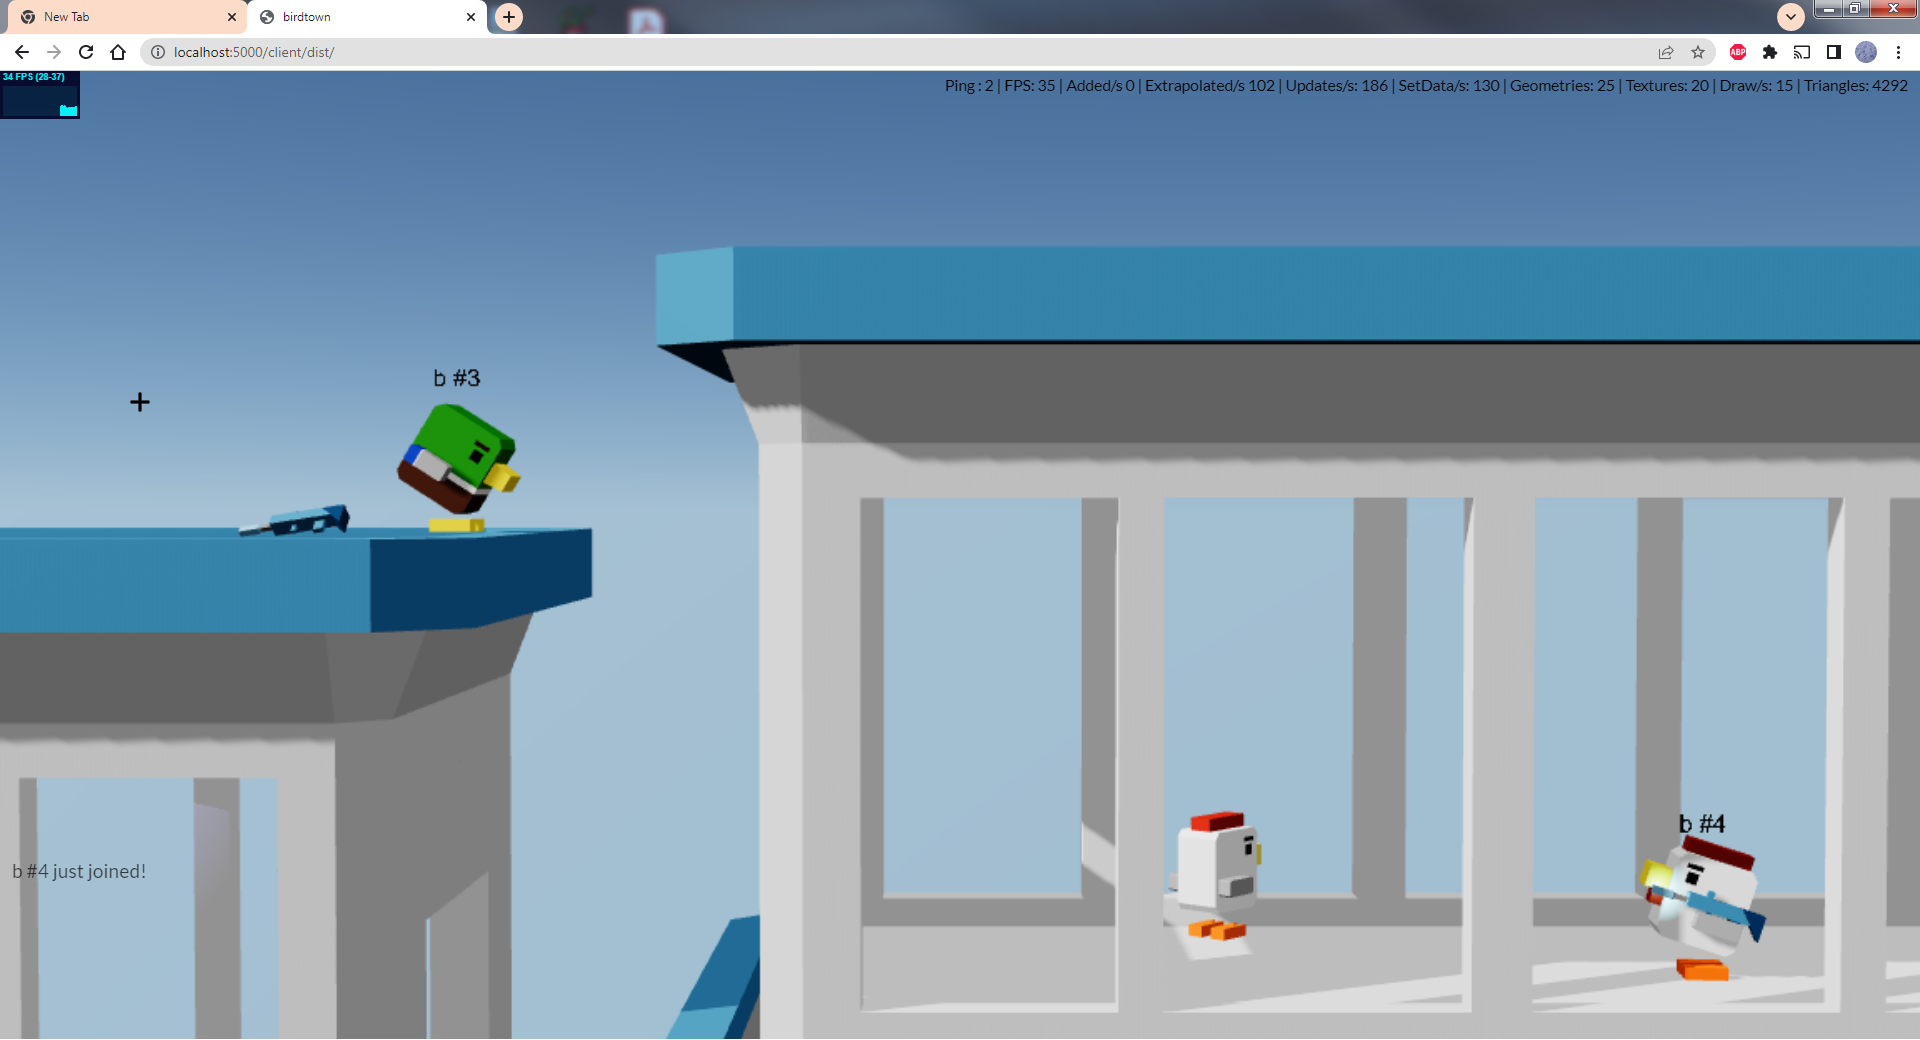 New Tab
birdtown
localhost:5000/client/dist/
ABP
34 FPS (28-37)
Ping : 2 | FPS: 35 | Added/s 0 | Extrapolated/s 102 | Updates/s: 186 | SetData/s: 130 | Geometries: 25 | Textures: 20 | Draw/s: 15 | Triangles: 4292
b #3
b #4
b #4 just joined!